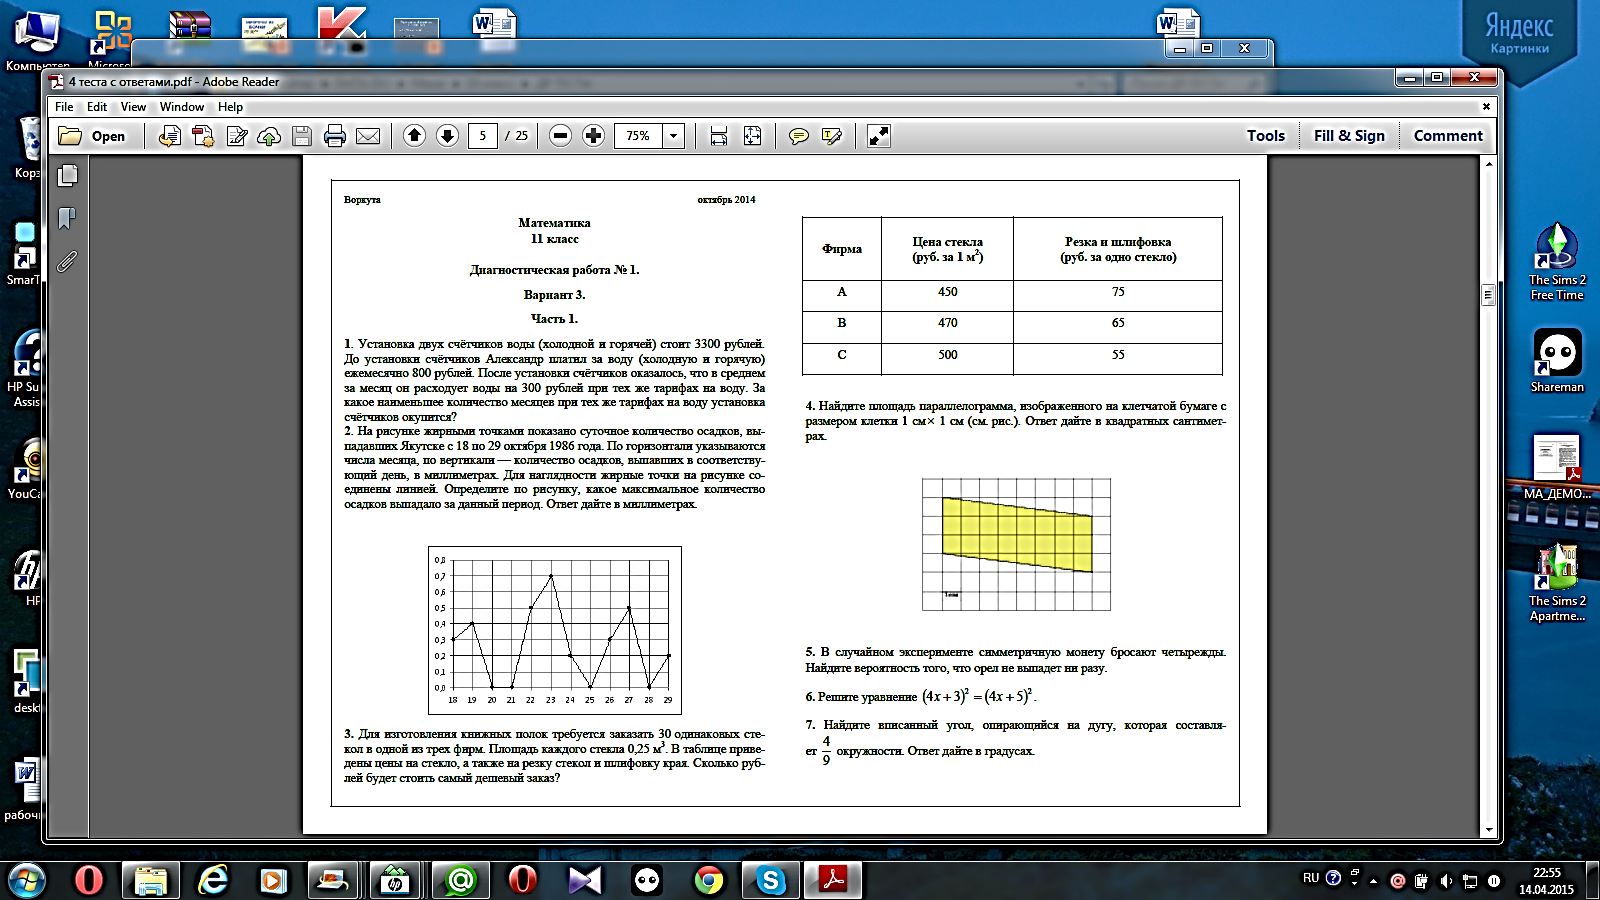 Яндекс
Картинки
Компьютер
4 теста с ответами.pdf - Adobe Reader
File Edit View Window Help
Open 5 / 25 75% Tools Fill & Sign Comment
The Sims 2
Free Time
Shareman
MA_ДЕМО...
The Sims 2
Apartme...
Воркута октябрь 2014
Математика
11 класс
Диагностическая работа № 1.
Вариант 3.
Часть 1.
1. Установка двух счётчиков воды (холодной и горячей) стоит 3300 рублей.
До установки счётчиков Александр платил за воду (холодную и горячую)
ежемесячно 800 рублей. После установки счётчиков оказалось, что в среднем
за месяц он расходует воды на 300 рублей при тех же тарифах на воду. За
какое наименьшее количество месяцев при тех же тарифах на воду установка
счётчиков окупится?
2. На рисунке жирными точками показано суточное количество осадков, вы-
падавших Якутске с 18 по 29 октября 1986 года. По горизонтали указываются
числа месяца, по вертикали — количество осадков, выпавших в соответству-
ющий день, в миллиметрах. Для наглядности жирные точки на рисунке со-
единены линией. Определите по рисунку, какое максимальное количество
осадков выпадало за данный период. Ответ дайте в миллиметрах.
0,8
0,7
0,6
0,5
0,4
0,3
0,2
0,1
0,0
18 19 20 21 22 23 24 25 26 27 28 29
3. Для изготовления книжных полок требуется заказать 30 одинаковых сте-
кол в одной из трех фирм. Площадь каждого стекла 0,25 м³. В таблице приве-
дены цены на стекло, а также на резку стекол и шлифовку края. Сколько руб-
лей будет стоить самый дешевый заказ?
Фирма Цена стекла (руб. за 1 м²) Резка и шлифовка (руб. за одно стекло)
A 450 75
B 470 65
C 500 55
4. Найдите площадь параллелограмма, изображенного на клетчатой бумаге с
размером клетки 1 см× 1 см (см. рис.). Ответ дайте в квадратных сантимет-
рах.
5. В случайном эксперименте симметричную монету бросают четырежды.
Найдите вероятность того, что орел не выпадет ни разу.
6. Решите уравнение (4x + 3)² = (4x + 5)².
7. Найдите вписанный угол, опирающийся на дугу, которая составля-
ет 4/9 окружности. Ответ дайте в градусах.
RU
22:55
14.04.2015